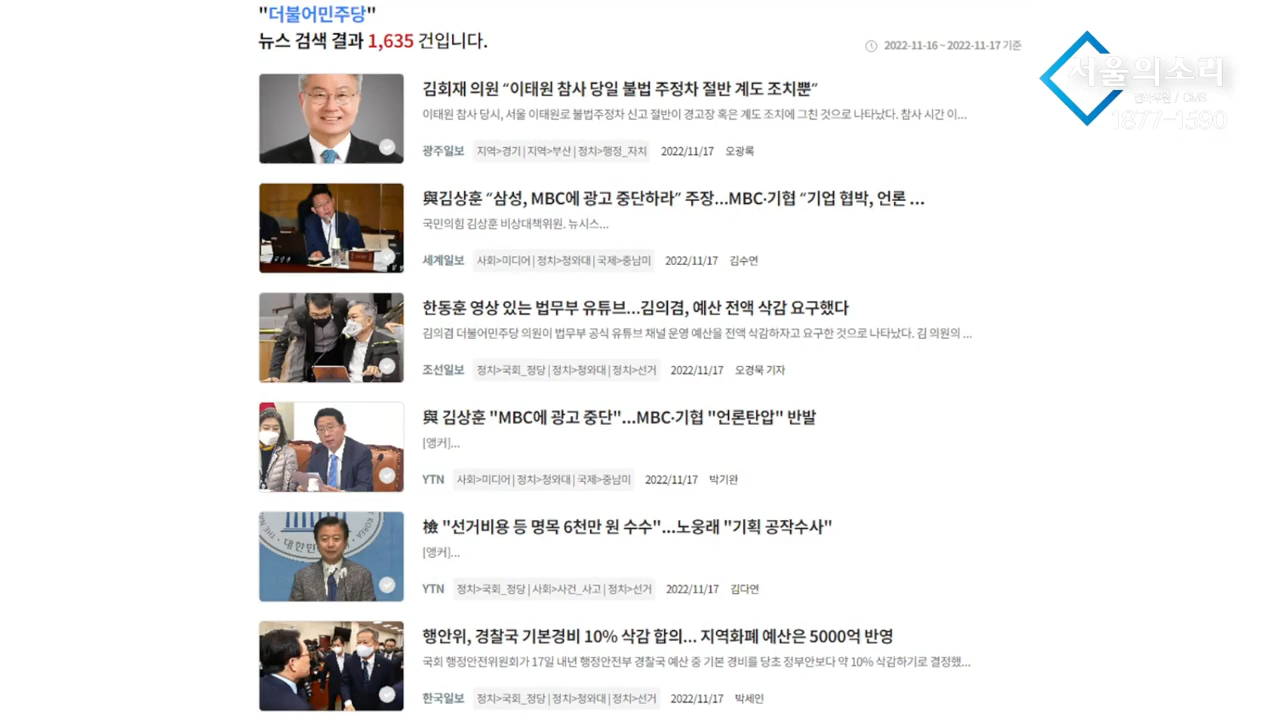 "더불어민주당"
뉴스 검색 결과 1,635 건입니다.
2022-11-16 ~ 2022-11-17 기준
서울의소리
정기후원 / CMS
1877-1590
김회재 의원 “이태원 참사 당일 불법 주정차 절반 계도 조치뿐”
이태원 참사 당시, 서울 이태원로 불법주정차 신고 절반이 경고장 혹은 계도 조치에 그친 것으로 나타났다. 참사 시간 이...
광주일보 지역>경기 | 지역>부산 | 정치>행정_자치 2022/11/17 오광록
與김상훈 “삼성, MBC에 광고 중단하라” 주장...MBC·기협 “기업 협박, 언론 ...
국민의힘 김상훈 비상대책위원. 뉴시스...
세계일보 사회>미디어 | 정치>청와대 | 국제>중남미 2022/11/17 김수연
한동훈 영상 있는 법무부 유튜브...김의겸, 예산 전액 삭감 요구했다
김의겸 더불어민주당 의원이 법무부 공식 유튜브 채널 운영 예산을 전액 삭감하자고 요구한 것으로 나타났다. 김 의원의 ...
조선일보 정치>국회_정당 | 정치>청와대 | 정치>선거 2022/11/17 오경묵 기자
與 김상훈 "MBC에 광고 중단"...MBC·기협 "언론탄압" 반발
[앵커]...
YTN 사회>미디어 | 정치>청와대 | 국제>중남미 2022/11/17 박기완
대한민
KOREA
檢 "선거비용 등 명목 6천만 원 수수"...노웅래 "기획 공작수사"
[앵커]...
YTN 정치>국회_정당 | 사회>사건_사고 | 정치>선거 2022/11/17 김다연
행안위, 경찰국 기본경비 10% 삭감 합의... 지역화폐 예산은 5000억 반영
국회 행정안전위원회가 17일 내년 행정안전부 경찰국 예산 중 기본 경비를 당초 정부안보다 약 10% 삭감하기로 결정했...
한국일보 정치>국회_정당 | 정치>청와대 | 정치>선거 2022/11/17 박세인